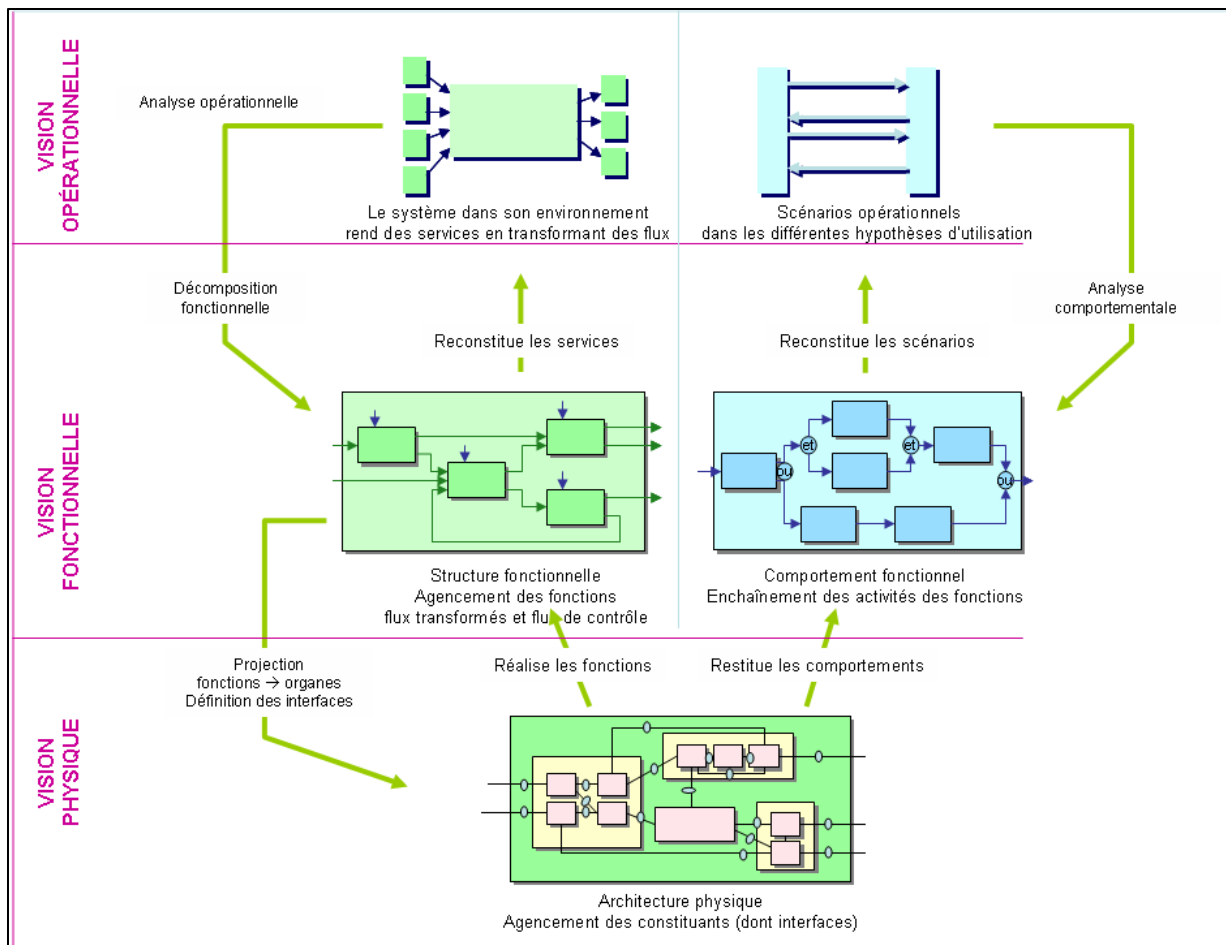 VISION
OPÉRATIONNELLE
Analyse opérationnelle
Le système dans son environnement
rend des services en transformant des flux
Scénarios opérationnels
dans les différentes hypothèses d'utilisation
VISION
FONCTIONNELLE
Décomposition
fonctionnelle
Reconstitue les services
Reconstitue les scénarios
Analyse
comportementale
et
et
ou
ou
Structure fonctionnelle
Agencement des fonctions
flux transformés et flux de contrôle
Comportement fonctionnel
Enchaînement des activités des fonctions
VISION
PHYSIQUE
Projection
fonctions → organes
Définition des interfaces
Réalise les fonctions
Restitue les comportements
Architecture physique
Agencement des constituants (dont interfaces)